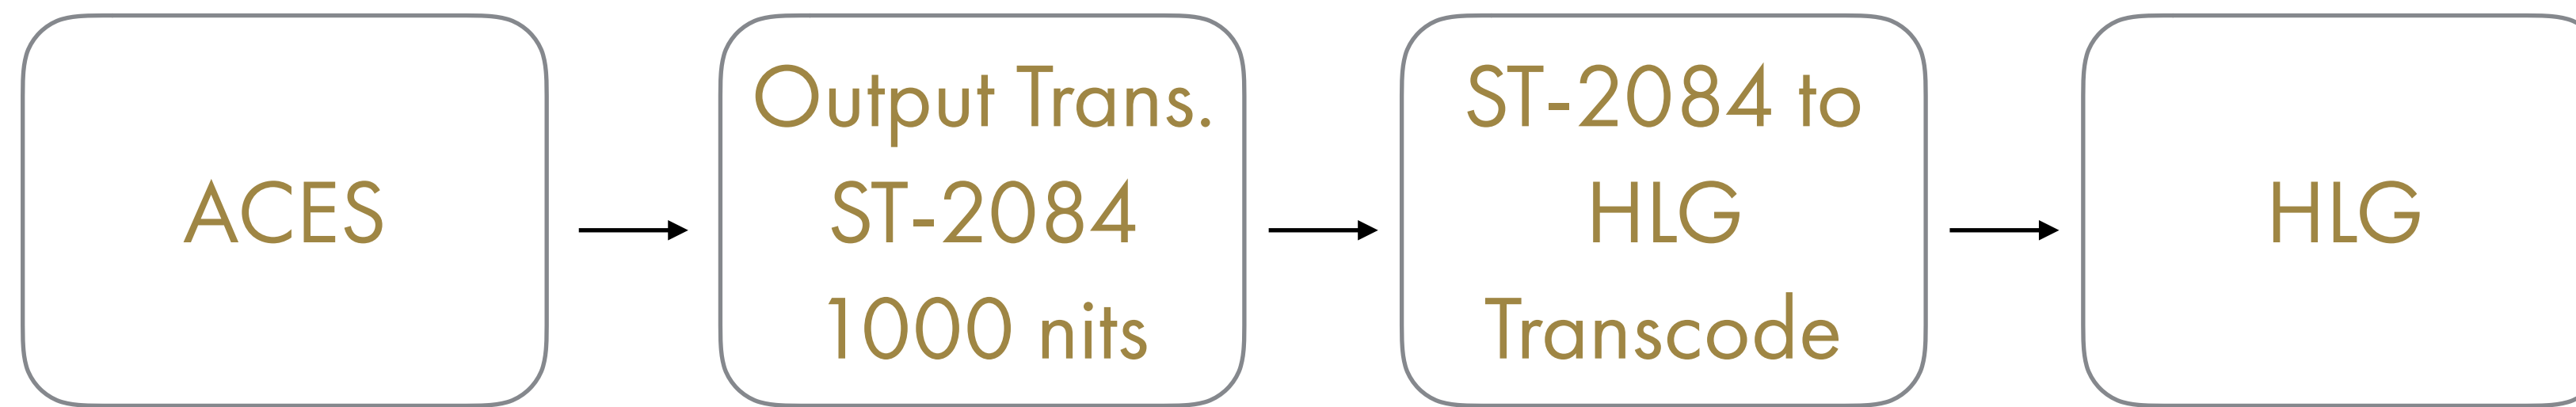 ACES
Output Trans.
ST-2084
1000 nits
ST-2084 to
HLG
Transcode
HLG